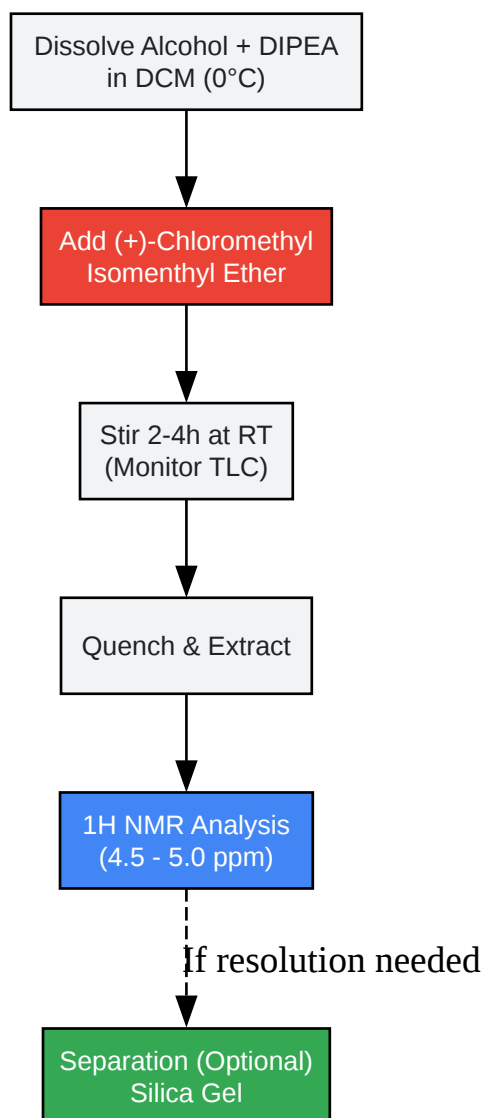 Dissolve Alcohol + DIPEA
in DCM (0°C)
Add (+)-Chloromethyl
Isomenthyl Ether
Stir 2-4h at RT
(Monitor TLC)
Quench & Extract
1H NMR Analysis
(4.5 - 5.0 ppm)
If resolution needed
Separation (Optional)
Silica Gel